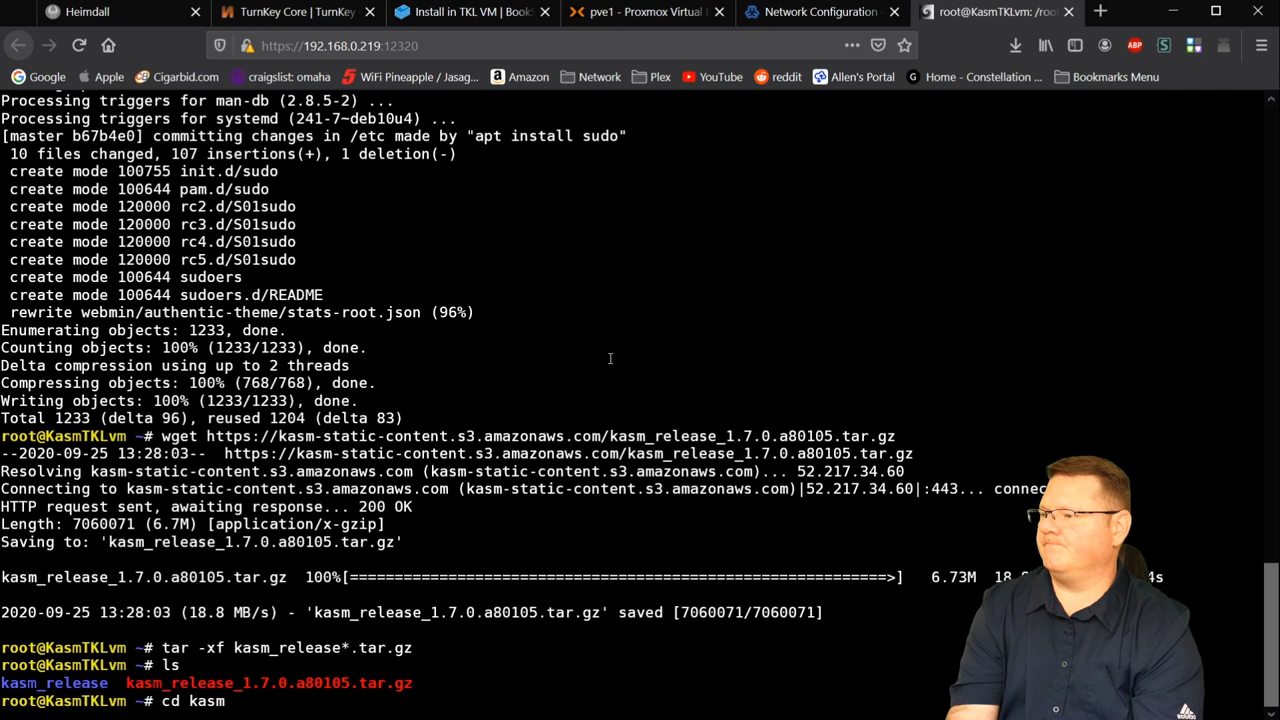 Heimdall
TurnKey Core | TurnKey
Install in TKL VM | Book
pve1 - Proxmox Virtual
Network Configuration
root@KasmTKLvm: /roo
https://192.168.0.219:12320
Google
Apple
Cigarbid.com
craigslist: omaha
WiFi Pineapple / Jasag...
Amazon
Network
Plex
YouTube
reddit
Allen's Portal
Home - Constellation ...
Bookmarks Menu
Processing triggers for man-db (2.8.5-2) ...
Processing triggers for systemd (241-7~deb10u4) ...
[master b67b4e0] committing changes in /etc made by "apt install sudo"
10 files changed, 107 insertions(+), 1 deletion(-)
create mode 100755 init.d/sudo
create mode 100644 pam.d/sudo
create mode 120000 rc2.d/S01sudo
create mode 120000 rc3.d/S01sudo
create mode 120000 rc4.d/S01sudo
create mode 120000 rc5.d/S01sudo
create mode 100644 sudoers
create mode 100644 sudoers.d/README
rewrite webmin/authentic-theme/stats-root.json (96%)
Enumerating objects: 1233, done.
Counting objects: 100% (1233/1233), done.
Delta compression using up to 2 threads
Compressing objects: 100% (768/768), done.
Writing objects: 100% (1233/1233), done.
Total 1233 (delta 96), reused 1204 (delta 83)
root@KasmTKLvm ~# wget https://kasm-static-content.s3.amazonaws.com/kasm_release_1.7.0.a80105.tar.gz
--2020-09-25 13:28:03-- https://kasm-static-content.s3.amazonaws.com/kasm_release_1.7.0.a80105.tar.gz
Resolving kasm-static-content.s3.amazonaws.com (kasm-static-content.s3.amazonaws.com)... 52.217.34.60
Connecting to kasm-static-content.s3.amazonaws.com (kasm-static-content.s3.amazonaws.com)|52.217.34.60|:443... connec
HTTP request sent, awaiting response... 200 OK
Length: 7060071 (6.7M) [application/x-gzip]
Saving to: 'kasm_release_1.7.0.a80105.tar.gz'
kasm_release_1.7.0.a80105.tar.gz 100%[=============================================================>] 6.73M 18. 4s
2020-09-25 13:28:03 (18.8 MB/s) - 'kasm_release_1.7.0.a80105.tar.gz' saved [7060071/7060071]
root@KasmTKLvm ~# tar -xf kasm_release*.tar.gz
root@KasmTKLvm ~# ls
kasm_release kasm_release_1.7.0.a80105.tar.gz
root@KasmTKLvm ~# cd kasm